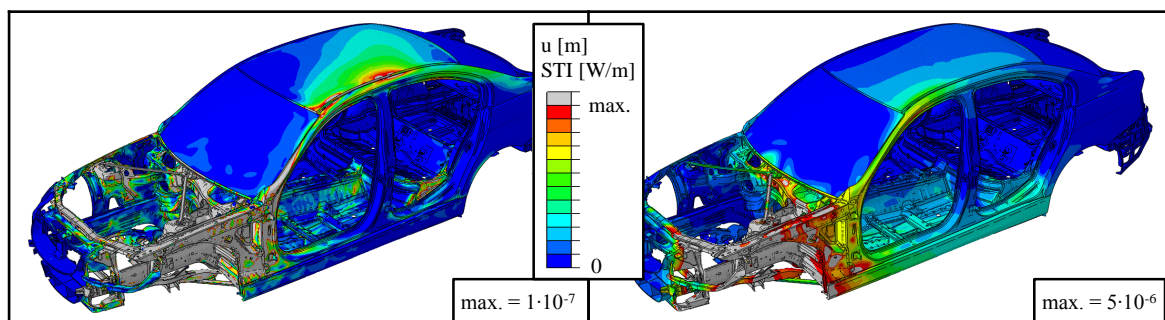 u [m]
STI [W/m]
max.
0
max. = 1·10⁻⁷
max. = 5·10⁻⁶